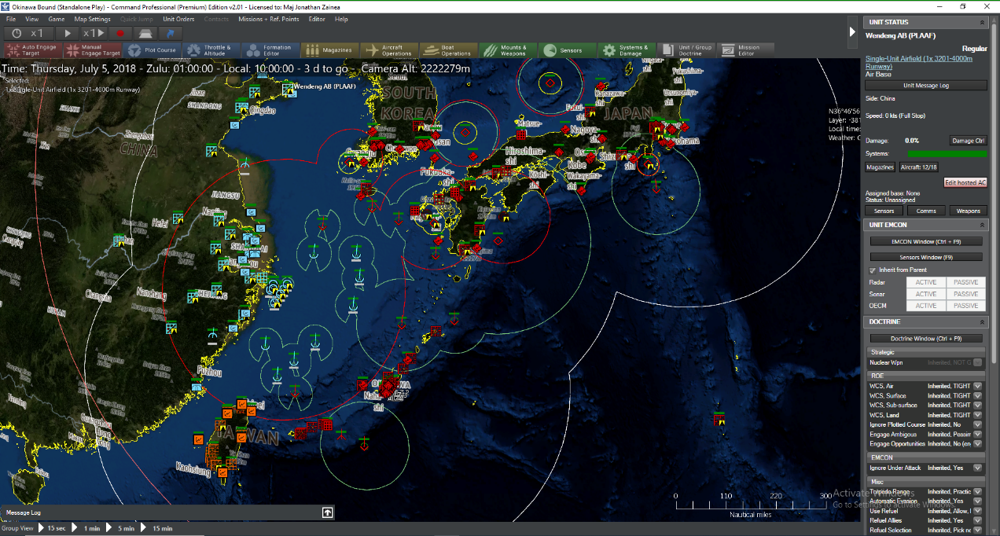 Okinawa Bound (Standalone Play) - Command Professional (Premium) Edition v2.01 - Licensed to: Maj Jonathan Zainea
File View Game Map Settings Quick Jump Unit Orders Contacts Missions + Ref. Points Editor Help
x1 x1
Auto Engage Target
Manual Engage Target
Plot Course
Throttle & Altitude
Formation Editor
Magazines
Aircraft Operations
Boat Operations
Mounts & Weapons
Sensors
Systems & Damage
Unit / Group Doctrine
Mission Editor
Time: Thursday, July 5, 2018 - Zulu: 01:00:00 - Local: 10:00:00 - 3 d to go - Camera Alt: 2222279m
Selected:
1x Single-Unit Airfield (1x 3201-4000m Runway)
Wendeng AB (PLAAF)
Jinan
SHANDONG
Qingdao
CHINA
SOUTH
KOREA
JAPAN
Kanazawa-shi
Utsunomiya-shi
Fukushima-shi
Matsue-
Nagoya-
Hiroshima-shi
Kobe
Wakayama-shi
Kochi-shi
Fukuoka-shi
N36°46'56
Layer: -38
Local time:
Weather: C
JIANGSU
Hefei
Nanchang
Changsha
HUNAN
Fuzhou
Naha-shi
TAIWAN
Kaohsiung
0 110 220 300
Nautical miles
Message Log
Group View 15 sec 1 min 5 min 15 min
UNIT STATUS
Wendeng AB (PLAAF)
Regular
Single-Unit Airfield (1x 3201-4000m
Runway)
Air Base
Unit Message Log
Side: China
Speed: 0 kts (Full Stop)
Damage: 0.0% Damage Ctrl
Systems:
Magazines Aircraft: 12/18
Edit hosted AC
Assigned base: None
Status: Unassigned
Sensors Comms Weapons
UNIT EMCON
EMCON Window (Ctrl + F9)
Sensors Window (F9)
Inherit from Parent
Radar ACTIVE PASSIVE
Sonar ACTIVE PASSIVE
OECM ACTIVE PASSIVE
DOCTRINE
Doctrine Window (Ctrl + F9)
Strategic
Nuclear Wpn Inherited, NOT G
ROE
WCS, Air Inherited, TIGHT
WCS, Surface Inherited, TIGHT
WCS, Sub-surface Inherited, TIGHT
WCS, Land Inherited, TIGHT
Ignore Plotted Course Inherited, No
Engage Ambigous Inherited, Pessim
Engage Opportunities Inherited, No (en
EMCON
Ignore Under Attack Inherited, Yes
Misc
Torpedo Range Inherited, Practic
Automatic Evasion Inherited, Yes
Use Refuel Inherited, Allow, I
Refuel Allies Inherited, Yes
Refuel Selection Inherited, Pick ne
Activate Windows
Go to Settings to activate Windows.